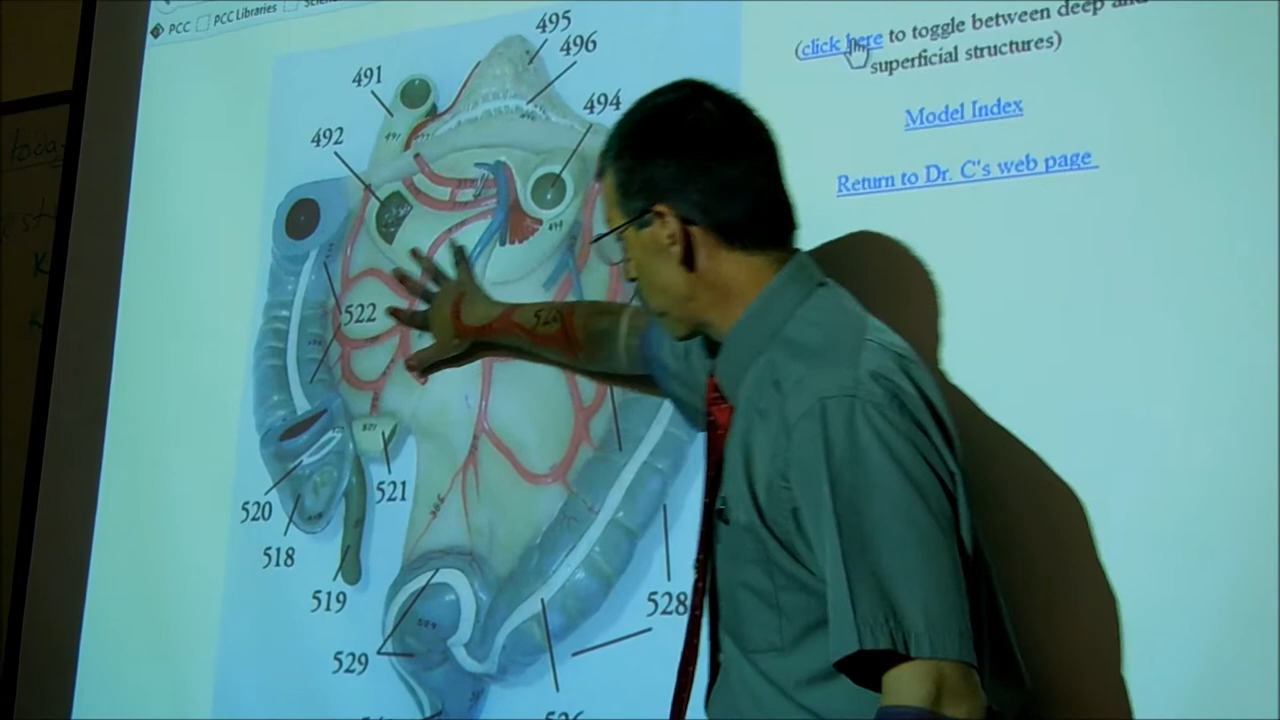 PCC PCC Libraries
(click here to toggle between deep and
superficial structures)
Model Index
Return to Dr. C's web page
495
496
491
494
492
522
521
520
518
519
528
529